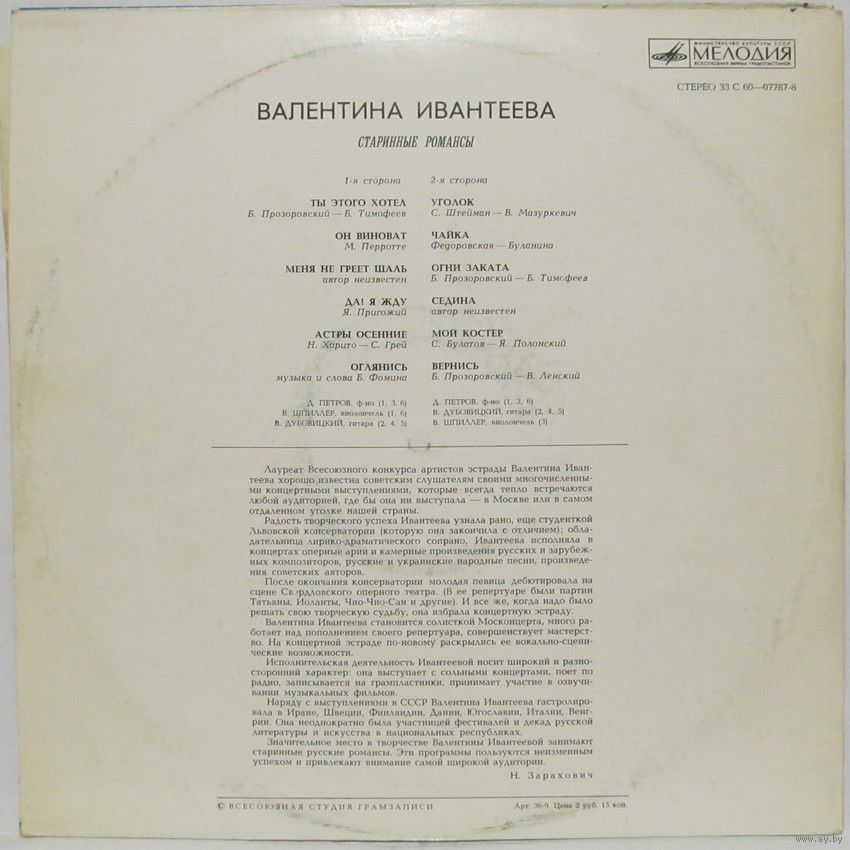 МИНИСТЕРСТВО КУЛЬТУРЫ СССР
МЕЛОДИЯ
ВСЕСОЮЗНАЯ ФИРМА ГРАМПЛАСТИНОК
СТЕРЕО 33 С 60—07787-8
ВАЛЕНТИНА ИВАНТЕЕВА
СТАРИННЫЕ РОМАНСЫ
1-я сторона
ТЫ ЭТОГО ХОТЕЛ
Б. Прозоровский — Б. Тимофеев
ОН ВИНОВАТ
М. Перротте
МЕНЯ НЕ ГРЕЕТ ШАЛЬ
автор неизвестен
ДА! Я ЖДУ
Я. Пригожий
АСТРЫ ОСЕННИЕ
Н. Харито — С. Грей
ОГЛЯНИСЬ
музыка и слова Б. Фомина
Д. ПЕТРОВ, ф-но (1, 3, 6)
В. ШПИЛЛЕР, виолончель (1, 6)
В. ДУБОВИЦКИЙ, гитара (2, 4, 5)
2-я сторона
УГОЛОК
С. Штейман — В. Мазуркевич
ЧАЙКА
Федоровская — Буланина
ОГНИ ЗАКАТА
Б. Прозоровский — Б. Тимофеев
СЕДИНА
автор неизвестен
МОЙ КОСТЕР
С. Булатов — Я. Полонский
ВЕРНИСЬ
Б. Прозоровский — В. Ленский
Д. ПЕТРОВ, ф-но (1, 3, 6)
В. ДУБОВИЦКИЙ, гитара (2, 4, 5)
В. ШПИЛЛЕР, виолончель (3)
Лауреат Всесоюзного конкурса артистов эстрады Валентина Иван-
теева хорошо известна советским слушателям своими многочисленны-
ми концертными выступлениями, которые всегда тепло встречаются
любой аудиторией, где бы она ни выступала — в Москве или в самом
отдаленном уголке нашей страны.
Радость творческого успеха Ивантеева узнала рано, еще студенткой
Львовской консерватории (которую она закончила с отличием); обла-
дательница лирико-драматического сопрано, Ивантеева исполняла в
концертах оперные арии и камерные произведения русских и зарубеж-
ных композиторов, русские и украинские народные песни, произведе-
ния советских авторов.
После окончания консерватории молодая певица дебютировала на
сцене Свердловского оперного театра. (В ее репертуаре были партии
Татьяны, Иоланты, Чио-Чио-Сан и другие). И все же, когда надо было
решать свою творческую судьбу, она избрала концертную эстраду.
Валентина Ивантеева становится солисткой Москонцерта, много ра-
ботает над пополнением своего репертуара, совершенствует мастерст-
во. На концертной эстраде по-новому раскрылись ее вокально-сцени-
ческие возможности.
Исполнительская деятельность Ивантеевой носит широкий и разно-
сторонний характер: она выступает с сольными концертами, поет по
радио, записывается на грампластинки, принимает участие в озвучи-
вании музыкальных фильмов.
Наряду с выступлениями в СССР Валентина Ивантеева гастролиро-
вала в Иране, Швеции, Финляндии, Дании, Югославии, Италии, Венг-
рии. Она неоднократно была участницей фестивалей и декад русской
литературы и искусства в национальных республиках.
Значительное место в творчестве Валентины Ивантеевой занимают
старинные русские романсы. Эти программы пользуются неизменным
успехом и привлекают внимание самой широкой аудитории.
Н. Зарахович
© ВСЕСОЮЗНАЯ СТУДИЯ ГРАМЗАПИСИ
Арт. 36-9. Цена 2 руб. 15 коп.
www.ay.by